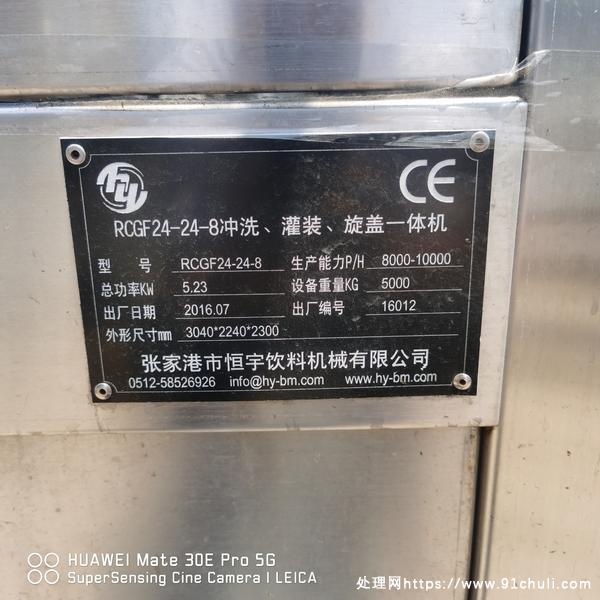 hy CE
RCGF24-24-8冲洗、灌装、旋盖一体机
型 号 RCGF24-24-8 生产能力P/H 8000-10000
总功率KW 5.23 设备重量KG 5000
出厂日期 2016.07 出厂编号 16012
外形尺寸mm 3040*2240*2300
张家港市恒宇饮料机械有限公司
0512-58526926 info@hy-bm.com www.hy-bm.com
HUAWEI Mate 30E Pro 5G
SuperSensing Cine Camera | LEICA
处理网https://www.91chuli.com/